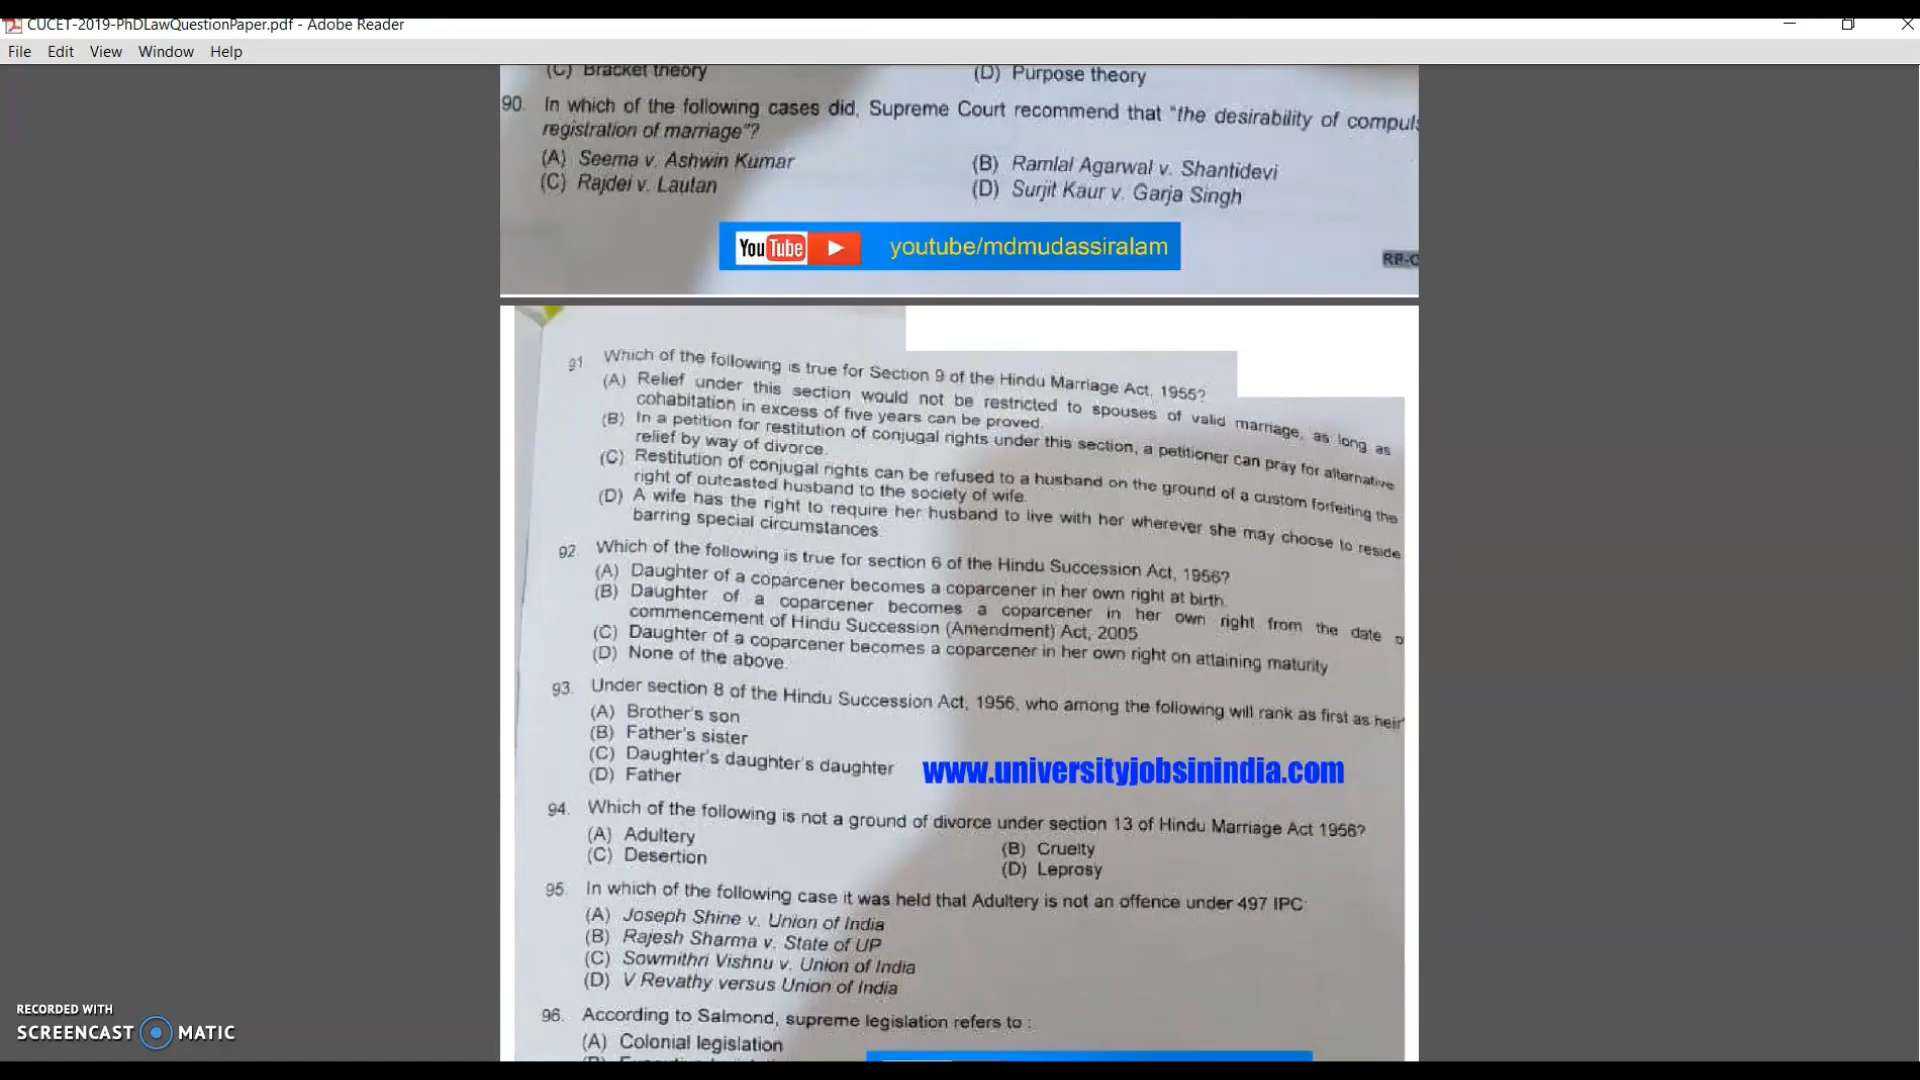 CUCET-2019-PhDLawQuestionPaper.pdf - Adobe Reader
File Edit View Window Help
(C) Bracket theory (D) Purpose theory
90. In which of the following cases did, Supreme Court recommend that "the desirability of compuls
registration of marriage"?
(A) Seema v. Ashwin Kumar (B) Ramlal Agarwal v. Shantidevi
(C) Rajdei v. Lautan (D) Surjit Kaur v. Garja Singh
YouTube youtube/mdmudassiralam
RP-C
91 Which of the following is true for Section 9 of the Hindu Marriage Act, 1955?
(A) Relief under this section would not be restricted to spouses of valid marriage, as long as
cohabitation in excess of five years can be proved.
(B) In a petition for restitution of conjugal rights under this section, a petitioner can pray for alternative
relief by way of divorce.
(C) Restitution of conjugal rights can be refused to a husband on the ground of a custom forfeiting the
right of outcasted husband to the society of wife.
(D) A wife has the right to require her husband to live with her wherever she may choose to reside
barring special circumstances.
92 Which of the following is true for section 6 of the Hindu Succession Act, 1956?
(A) Daughter of a coparcener becomes a coparcener in her own right at birth.
(B) Daughter of a coparcener becomes a coparcener in her own right from the date o
commencement of Hindu Succession (Amendment) Act, 2005
(C) Daughter of a coparcener becomes a coparcener in her own right on attaining maturity
(D) None of the above.
93. Under section 8 of the Hindu Succession Act, 1956, who among the following will rank as first as heir
(A) Brother's son
(B) Father's sister
(C) Daughter's daughter's daughter
(D) Father
www.universityjobsinindia.com
94. Which of the following is not a ground of divorce under section 13 of Hindu Marriage Act 1956?
(A) Adultery (B) Cruelty
(C) Desertion (D) Leprosy
95. In which of the following case it was held that Adultery is not an offence under 497 IPC
(A) Joseph Shine v. Union of India
(B) Rajesh Sharma v. State of UP
(C) Sowmithri Vishnu v. Union of India
(D) V Revathy versus Union of India
96. According to Salmond, supreme legislation refers to :
(A) Colonial legislation
RECORDED WITH
SCREENCAST MATIC